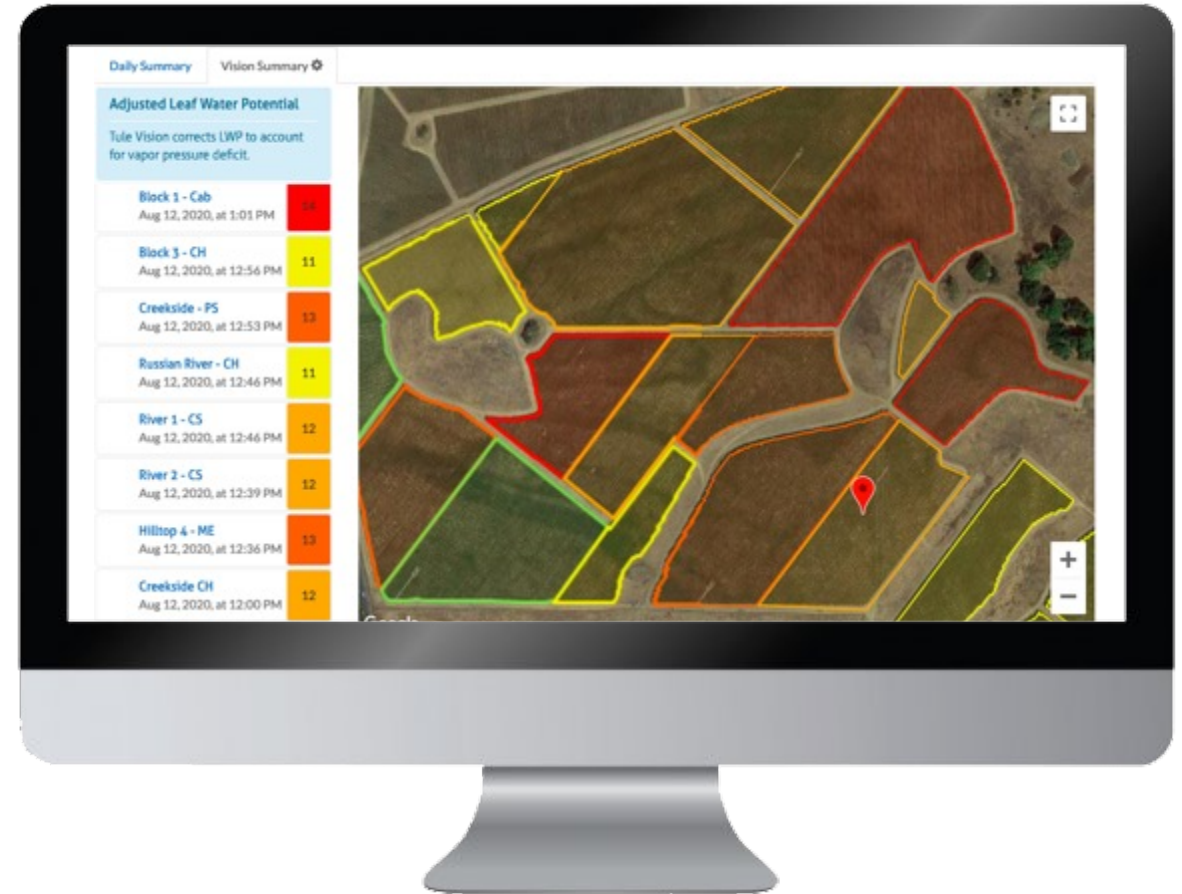 Daily Summary
Vision Summary
Adjusted Leaf Water Potential
Tule Vision corrects LWP to account
for vapor pressure deficit.
Block 1 - Cab
Aug 12, 2020, at 1:01 PM
14
Block 3 - CH
Aug 12, 2020, at 12:56 PM
11
Creekside - PS
Aug 12, 2020, at 12:53 PM
13
Russian River - CH
Aug 12, 2020, at 12:46 PM
11
River 1 - CS
Aug 12, 2020, at 12:46 PM
12
River 2 - CS
Aug 12, 2020, at 12:39 PM
12
Hilltop 4 - ME
Aug 12, 2020, at 12:36 PM
13
Creekside CH
Aug 12, 2020, at 12:00 PM
12